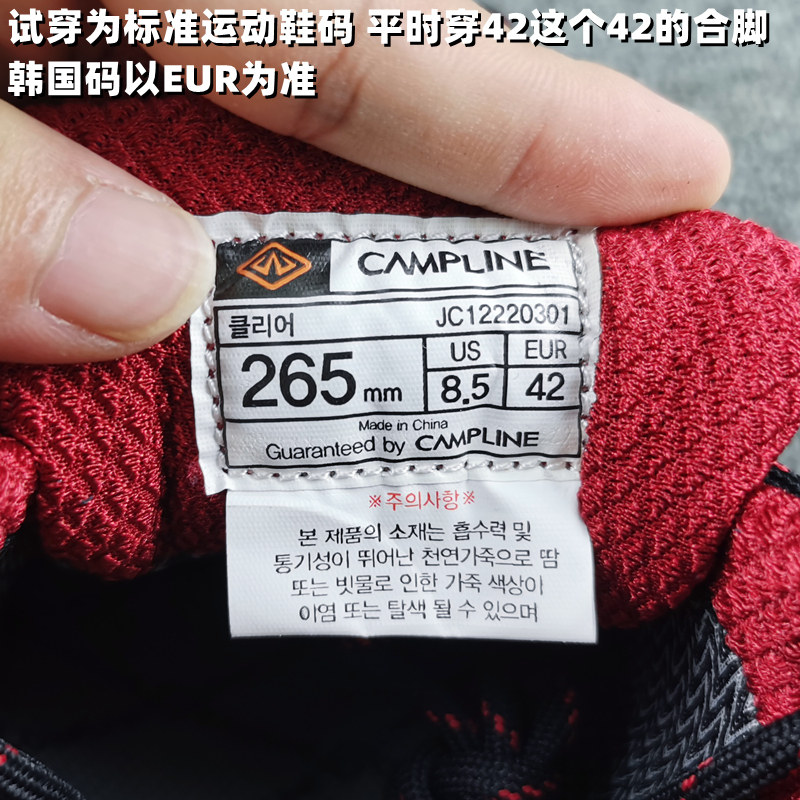 试穿为标准运动鞋码 平时穿42这个42的合脚
韩国码以EUR为准
CAMPLINE
클리어 JC12220301
265mm US 8.5 EUR 42
Made in China
Guaranteed by CAMPLINE
※주의사항※
본 제품의 소재는 흡수력 및
통기성이 뛰어난 천연가죽으로 땀
또는 빗물로 인한 가죽 색상이
이염 또는 탈색 될 수 있으며